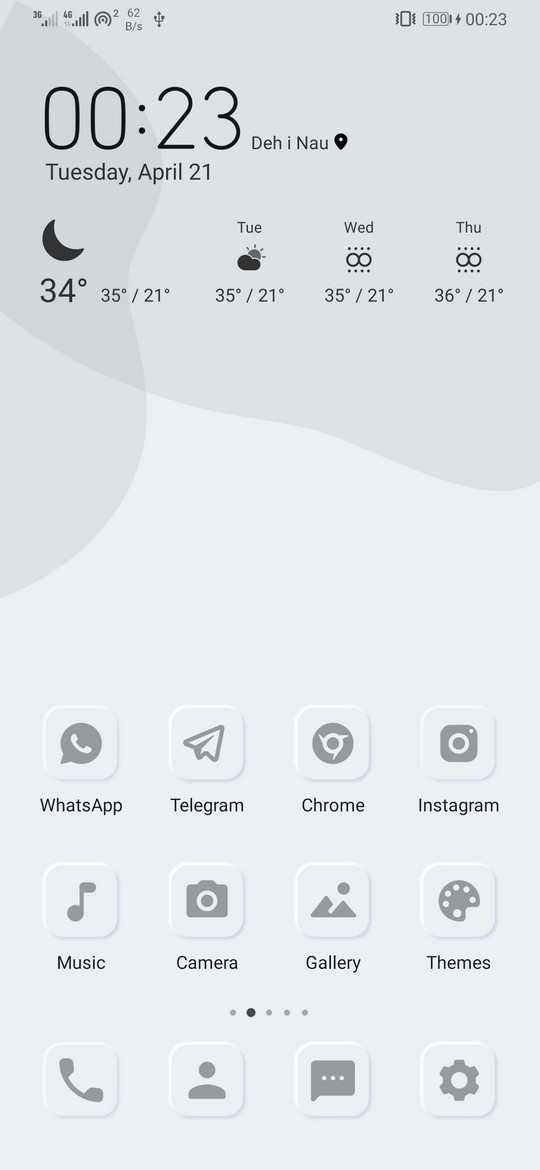 3G 4G 2 62 B/s 100 00:23
00:23 Deh i Nau
Tuesday, April 21
Tue Wed Thu
34° 35° / 21° 35° / 21° 35° / 21° 36° / 21°
WhatsApp Telegram Chrome Instagram
Music Camera Gallery Themes